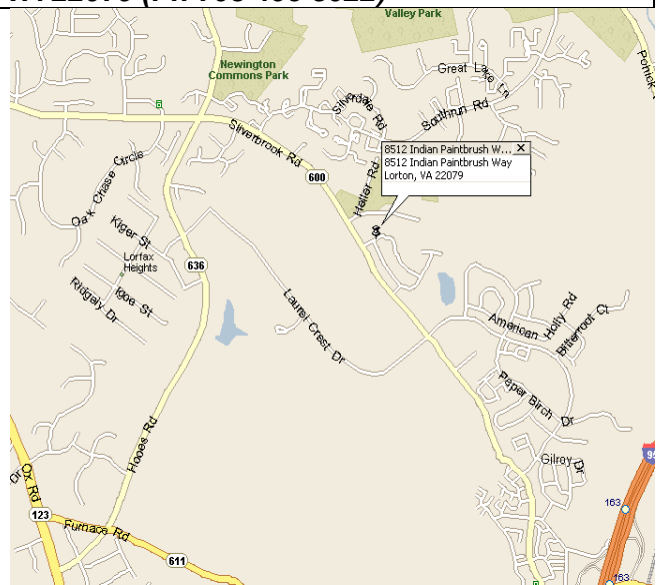 Valley Park
Newington
Commons Park
Great Lake Ln
Pohick
Silverdale Rd
Southrun Rd
Silverbrook Rd
600
8512 Indian Paintbrush W...
8512 Indian Paintbrush Way
Lorton, VA 22079
Heller Rd
Oak Chase Circle
Kiger St
Lorfax
Heights
636
Igoe St
Ridgely Dr
Laurel Crest Dr
American
Holly Rd
Bitterroot Ct
Paper Birch Dr
Gilroy Dr
95
Hooes Rd
Dr
Ox Rd
123
Furnace Rd
611
163
163